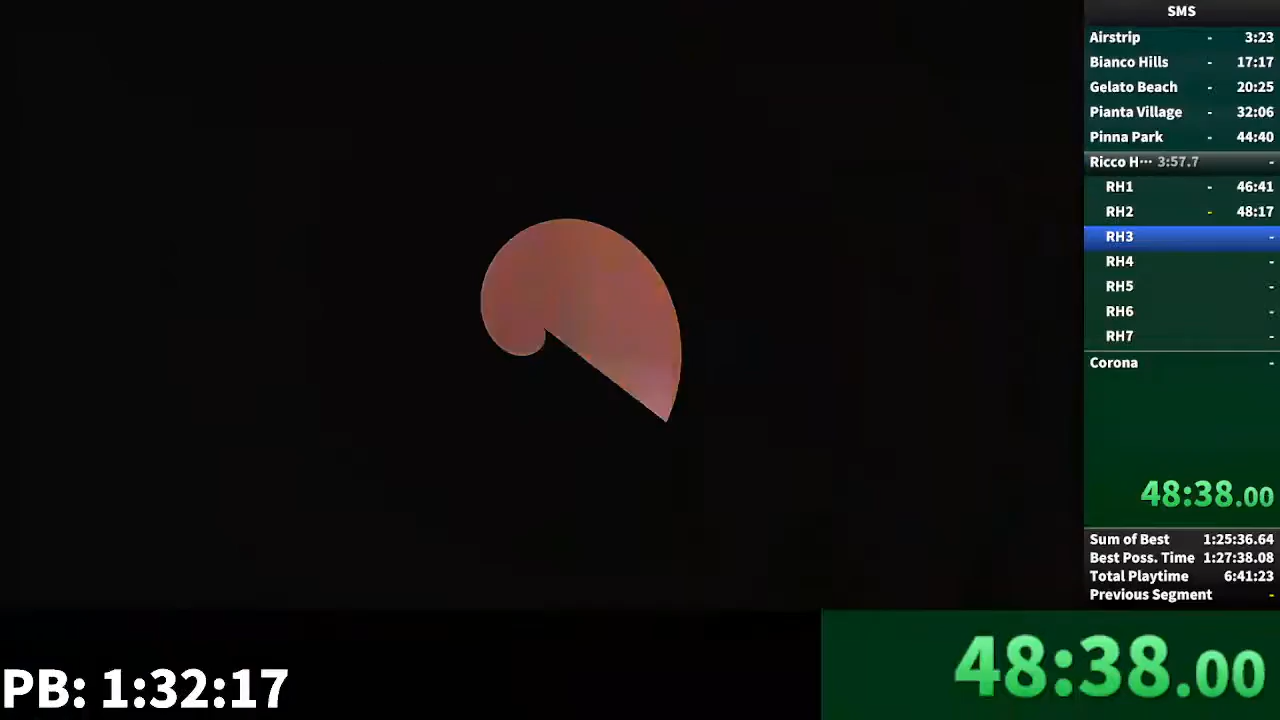 SMS
Airstrip - 3:23
Bianco Hills - 17:17
Gelato Beach - 20:25
Pianta Village - 32:06
Pinna Park - 44:40
Ricco H··· 3:57.7 -
RH1 - 46:41
RH2 - 48:17
RH3 -
RH4 -
RH5 -
RH6 -
RH7 -
Corona -
48:38.00
Sum of Best 1:25:36.64
Best Poss. Time 1:27:38.08
Total Playtime 6:41:23
Previous Segment -
PB: 1:32:17
48:38.00